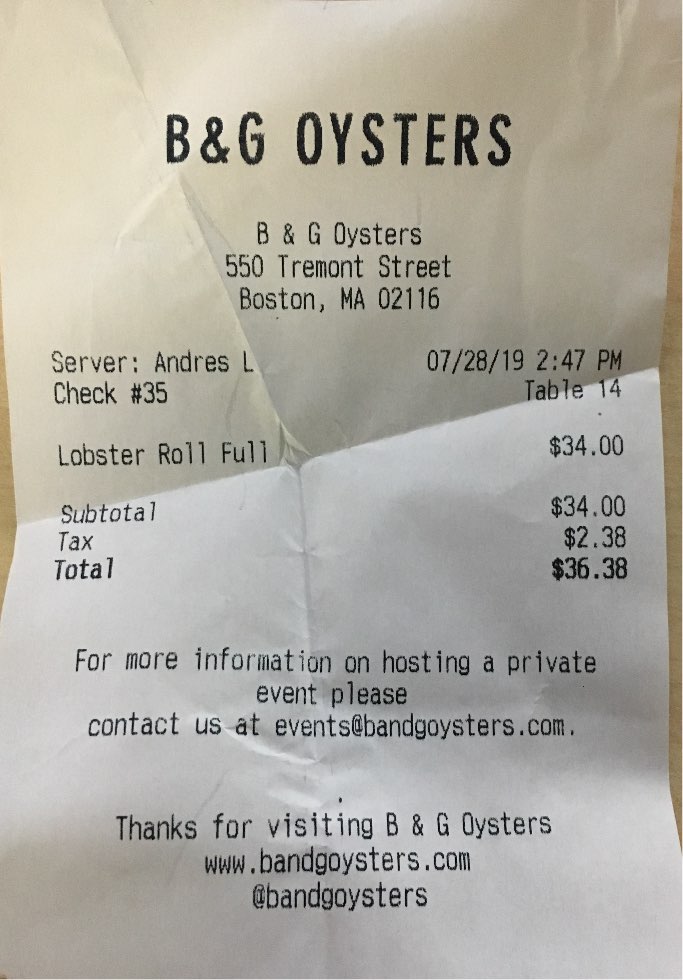 B&G OYSTERS
B & G Oysters
550 Tremont Street
Boston, MA 02116
Server: Andres L 07/28/19 2:47 PM
Check #35 Table 14
Lobster Roll Full $34.00
Subtotal $34.00
Tax $2.38
Total $36.38
For more information on hosting a private
event please
contact us at events@bandgoysters.com.
Thanks for visiting B & G Oysters
www.bandgoysters.com
@bandgoysters